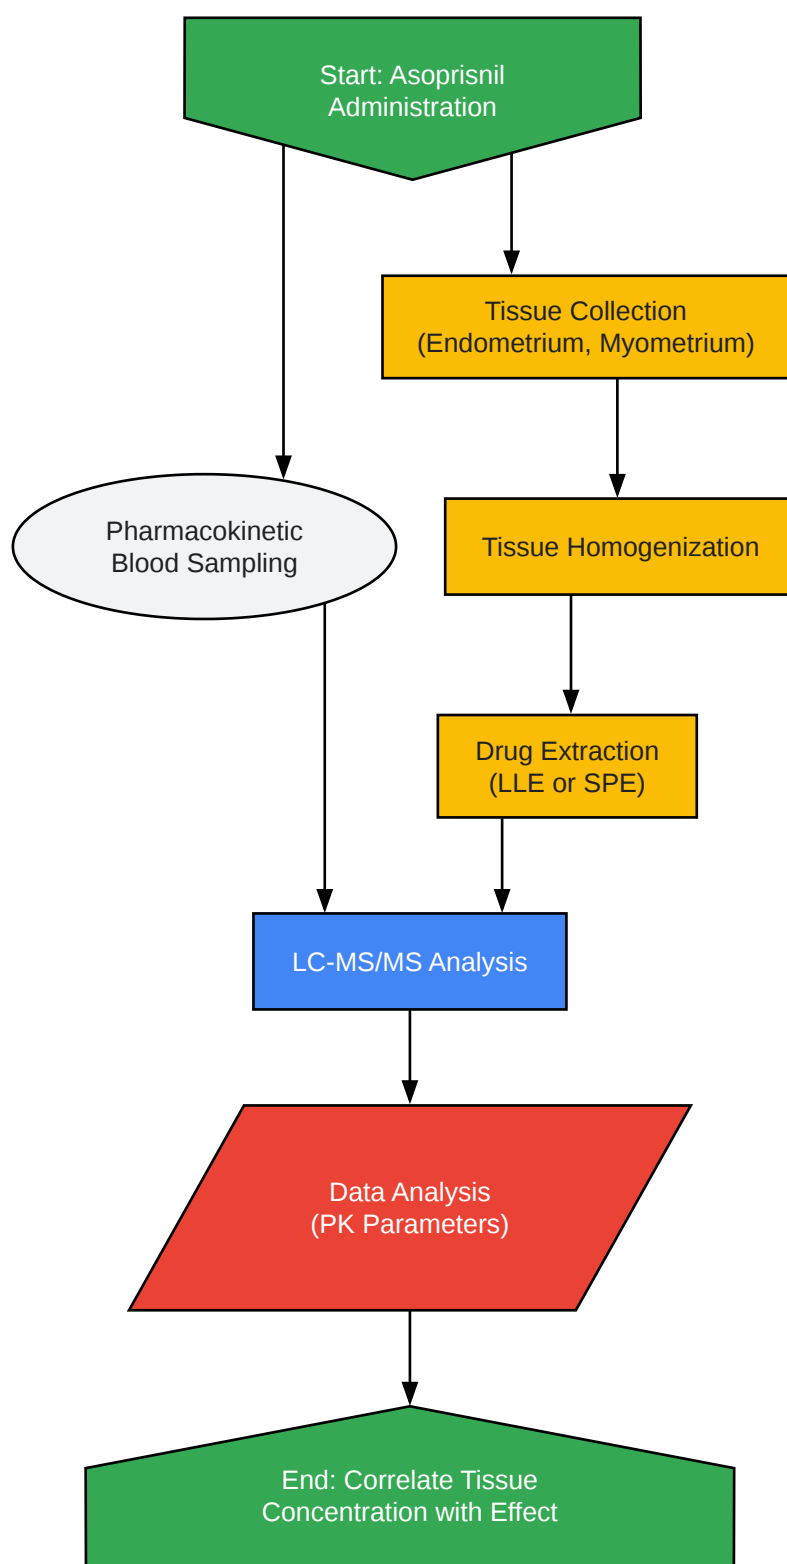 Start: Asoprisnil
Administration
Tissue Collection
(Endometrium, Myometrium)
Pharmacokinetic
Blood Sampling
Tissue Homogenization
Drug Extraction
(LLE or SPE)
LC-MS/MS Analysis
Data Analysis
(PK Parameters)
End: Correlate Tissue
Concentration with Effect